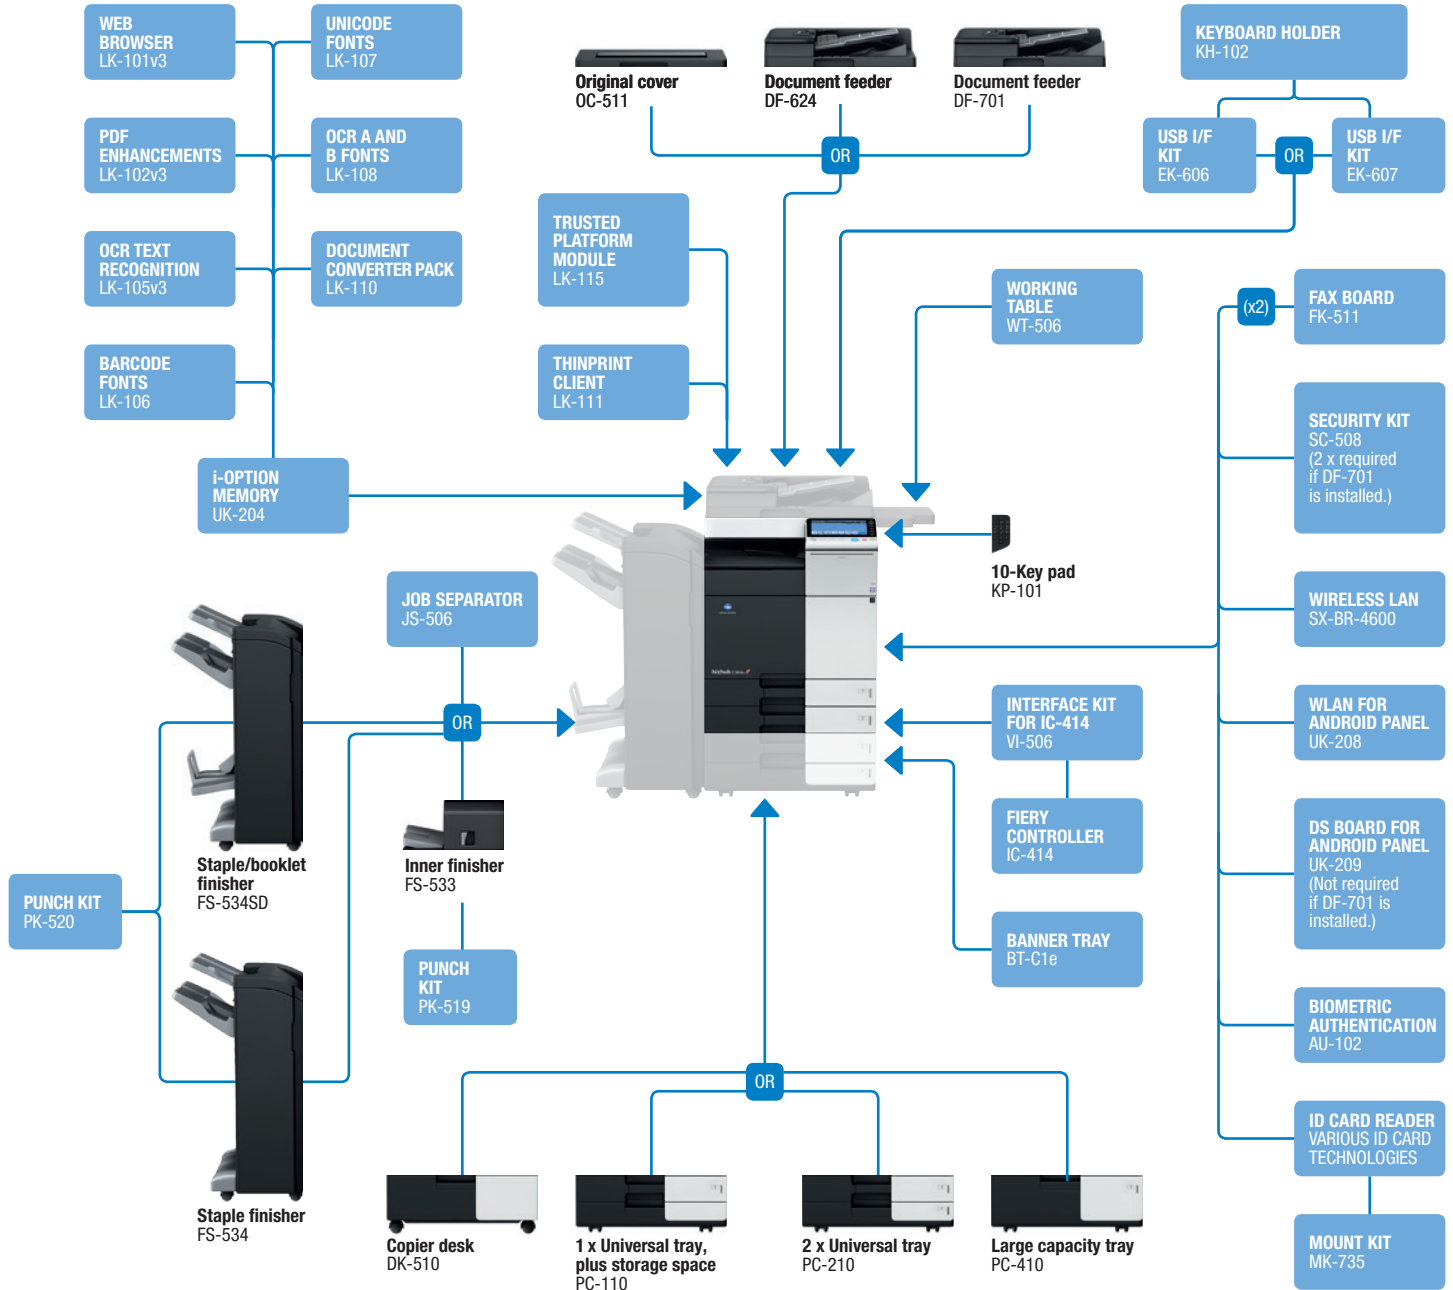 WEB
BROWSER
LK-101v3
UNICODE
FONTS
LK-107
PDF
ENHANCEMENTS
LK-102v3
OCR A AND
B FONTS
LK-108
OCR TEXT
RECOGNITION
LK-105v3
DOCUMENT
CONVERTER PACK
LK-110
BARCODE
FONTS
LK-106
i-OPTION
MEMORY
UK-204
Original cover
OC-511
Document feeder
DF-624
Document feeder
DF-701
OR
KEYBOARD HOLDER
KH-102
USB I/F
KIT
EK-606
OR
USB I/F
KIT
EK-607
TRUSTED
PLATFORM
MODULE
LK-115
THINPRINT
CLIENT
LK-111
WORKING
TABLE
WT-506
10-Key pad
KP-101
(x2)
FAX BOARD
FK-511
SECURITY KIT
SC-508
(2 x required
if DF-701
is installed.)
WIRELESS LAN
SX-BR-4600
WLAN FOR
ANDROID PANEL
UK-208
DS BOARD FOR
ANDROID PANEL
UK-209
(Not required
if DF-701 is
installed.)
BIOMETRIC
AUTHENTICATION
AU-102
ID CARD READER
VARIOUS ID CARD
TECHNOLOGIES
MOUNT KIT
MK-735
INTERFACE KIT
FOR IC-414
VI-506
FIERY
CONTROLLER
IC-414
BANNER TRAY
BT-C1e
JOB SEPARATOR
JS-506
OR
Inner finisher
FS-533
PUNCH
KIT
PK-519
Staple/booklet
finisher
FS-534SD
PUNCH KIT
PK-520
Staple finisher
FS-534
bizhub
OR
Copier desk
DK-510
1 x Universal tray,
plus storage space
PC-110
2 x Universal tray
PC-210
Large capacity tray
PC-410